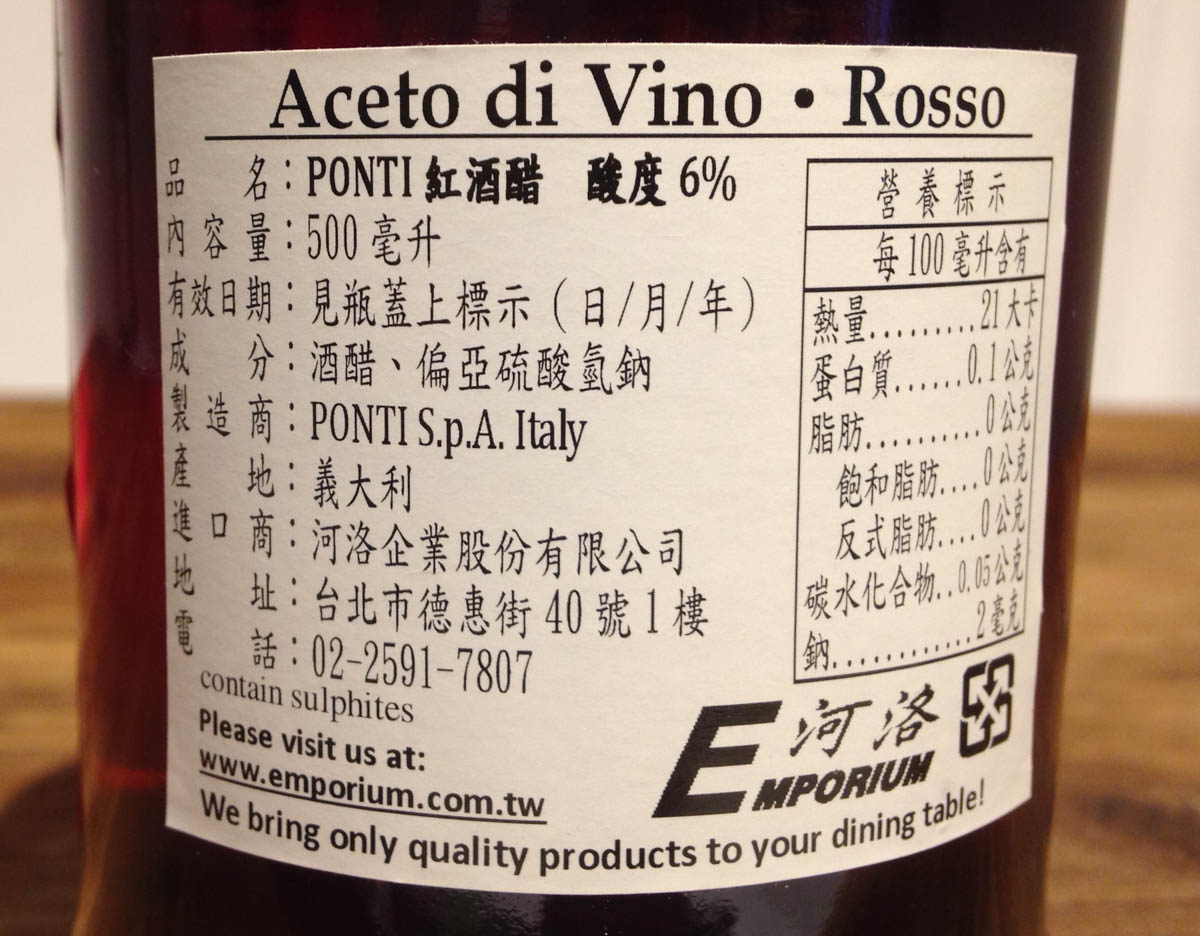 Aceto di Vino • Rosso
品名：PONTI 紅酒醋 酸度 6%
內容量：500 毫升
有效日期：見瓶蓋上標示（日/月/年）
成分：酒醋、偏亞硫酸氫鈉
製造商：PONTI S.p.A. Italy
產地：義大利
進口商：河洛企業股份有限公司
地址：台北市德惠街 40 號 1 樓
電話：02-2591-7807
contain sulphites
Please visit us at:
www.emporium.com.tw
We bring only quality products to your dining table!
營養標示
每 100 毫升含有
熱量.........21 大卡
蛋白質......0.1 公克
脂肪..........0 公克
飽和脂肪....0 公克
反式脂肪....0 公克
碳水化合物..0.05 公克
鈉............2 毫克
河洛
EMPORIUM